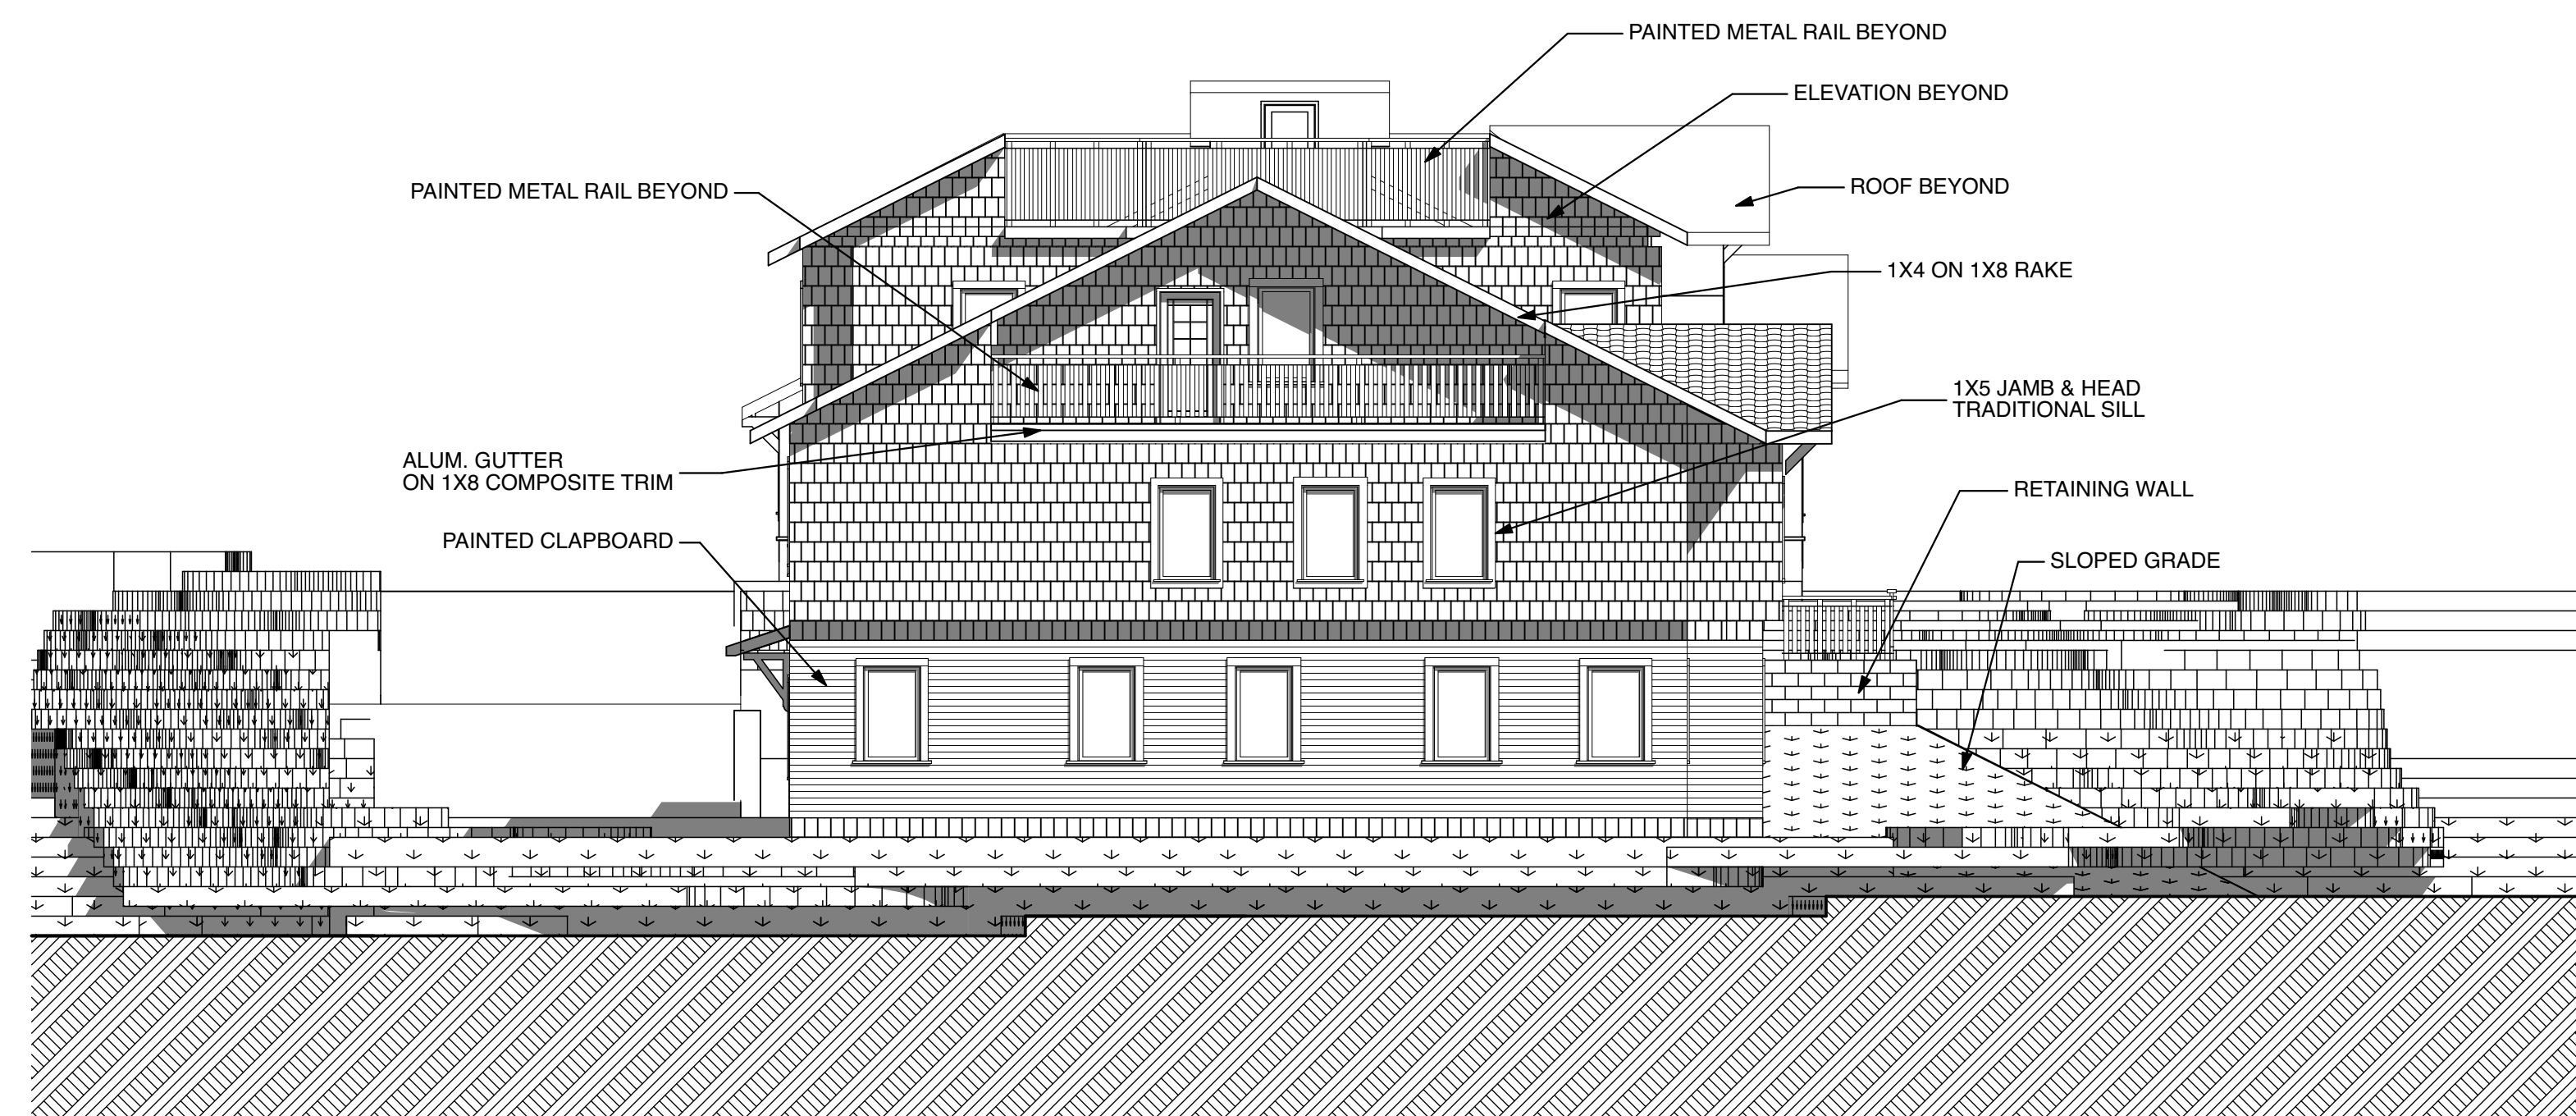 PAINTED METAL RAIL BEYOND
ELEVATION BEYOND
PAINTED METAL RAIL BEYOND
ROOF BEYOND
1X4 ON 1X8 RAKE
1X5 JAMB & HEAD
TRADITIONAL SILL
ALUM. GUTTER
ON 1X8 COMPOSITE TRIM
RETAINING WALL
PAINTED CLAPBOARD
SLOPED GRADE